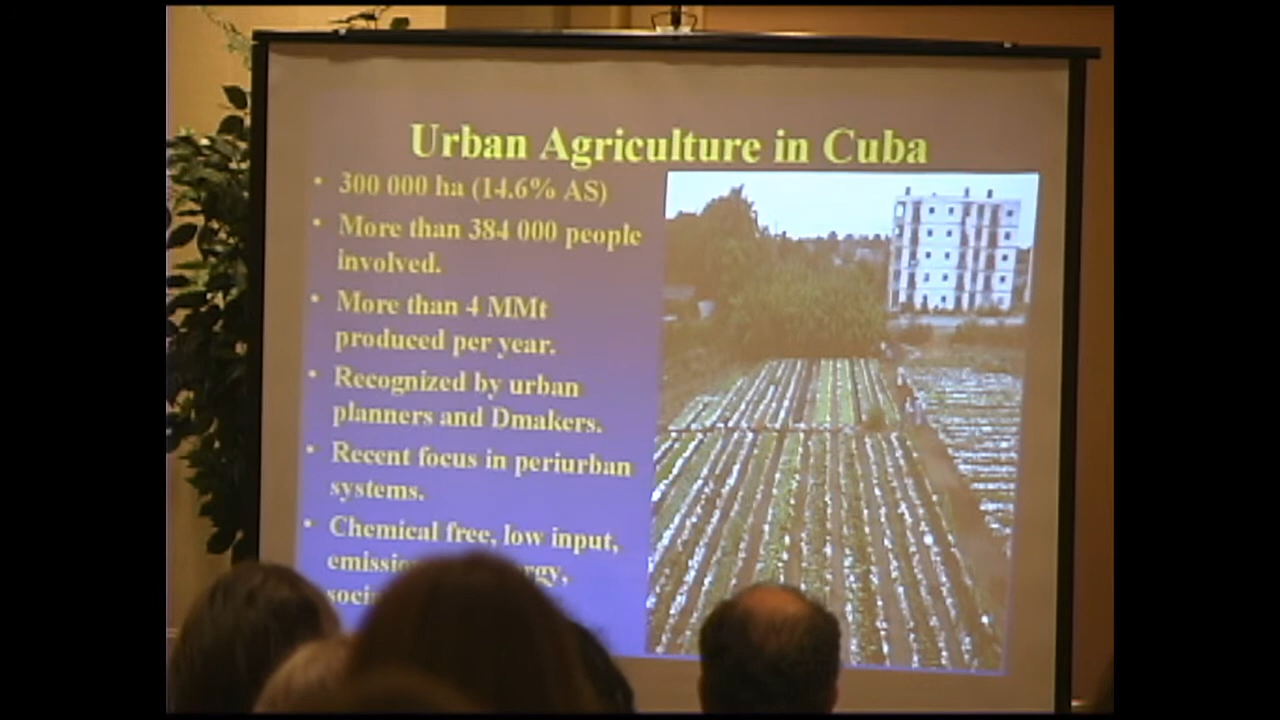 Urban Agriculture in Cuba
• 300 000 ha (14.6% AS)
• More than 384 000 people
involved.
• More than 4 MMt
produced per year.
• Recognized by urban
planners and Dmakers.
• Recent focus in periurban
systems.
• Chemical free, low input,